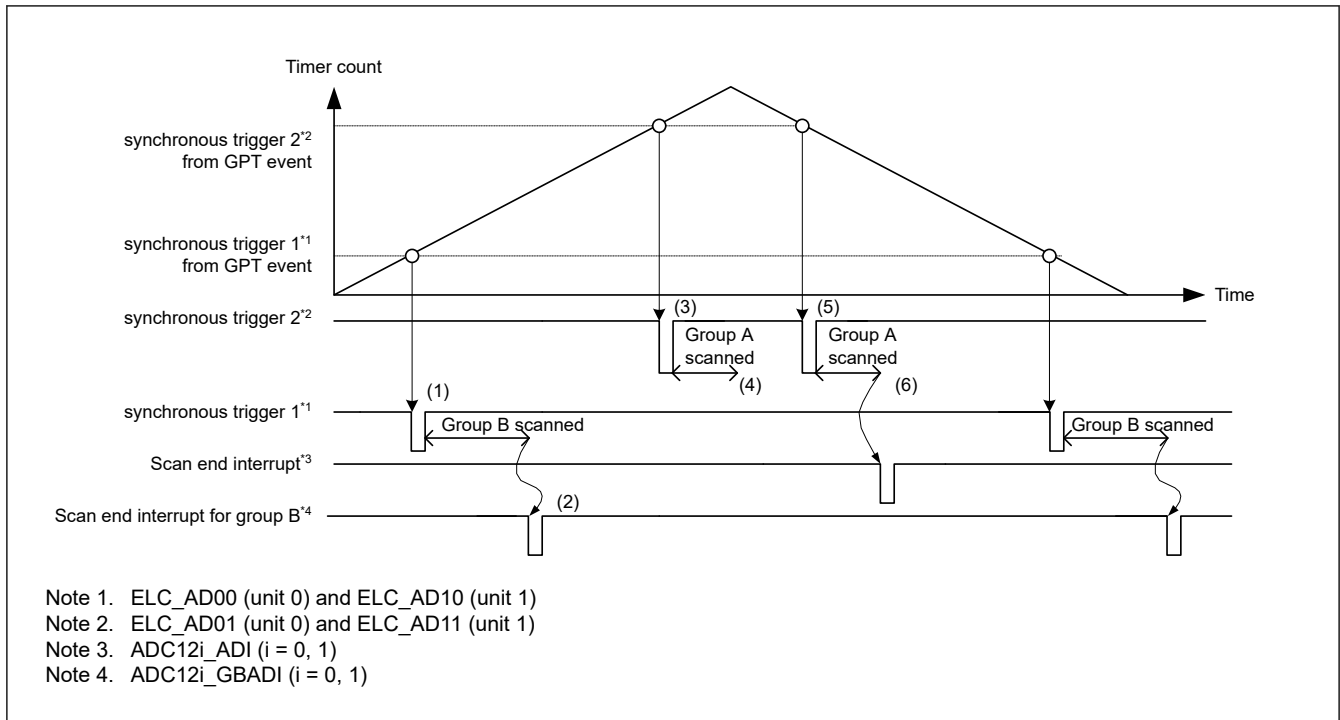 Timer count
synchronous trigger 2*2
from GPT event
synchronous trigger 1*1
from GPT event
Time
synchronous trigger 2*2
(3)
(5)
Group A
scanned
Group A
scanned
(4)
(6)
(1)
synchronous trigger 1*1
Group B scanned
Group B scanned
Scan end interrupt*3
(2)
Scan end interrupt for group B*4
Note 1. ELC_AD00 (unit 0) and ELC_AD10 (unit 1)
Note 2. ELC_AD01 (unit 0) and ELC_AD11 (unit 1)
Note 3. ADC12i_ADI (i = 0, 1)
Note 4. ADC12i_GBADI (i = 0, 1)